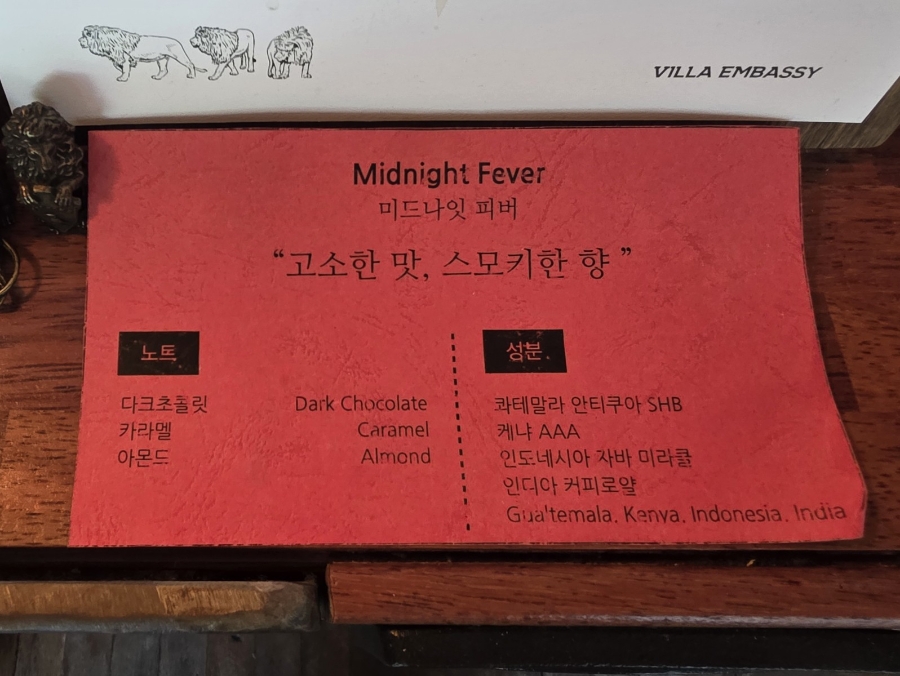 VILLA EMBASSY
Midnight Fever
미드나잇 피버
“고소한 맛, 스모키한 향”
노트
다크초콜릿 Dark Chocolate
카라멜 Caramel
아몬드 Almond
성분
콰테말라 안티쿠아 SHB
케냐 AAA
인도네시아 자바 미라클
인디아 커피로얄
Gua'temala. Kenya. Indonesia. India